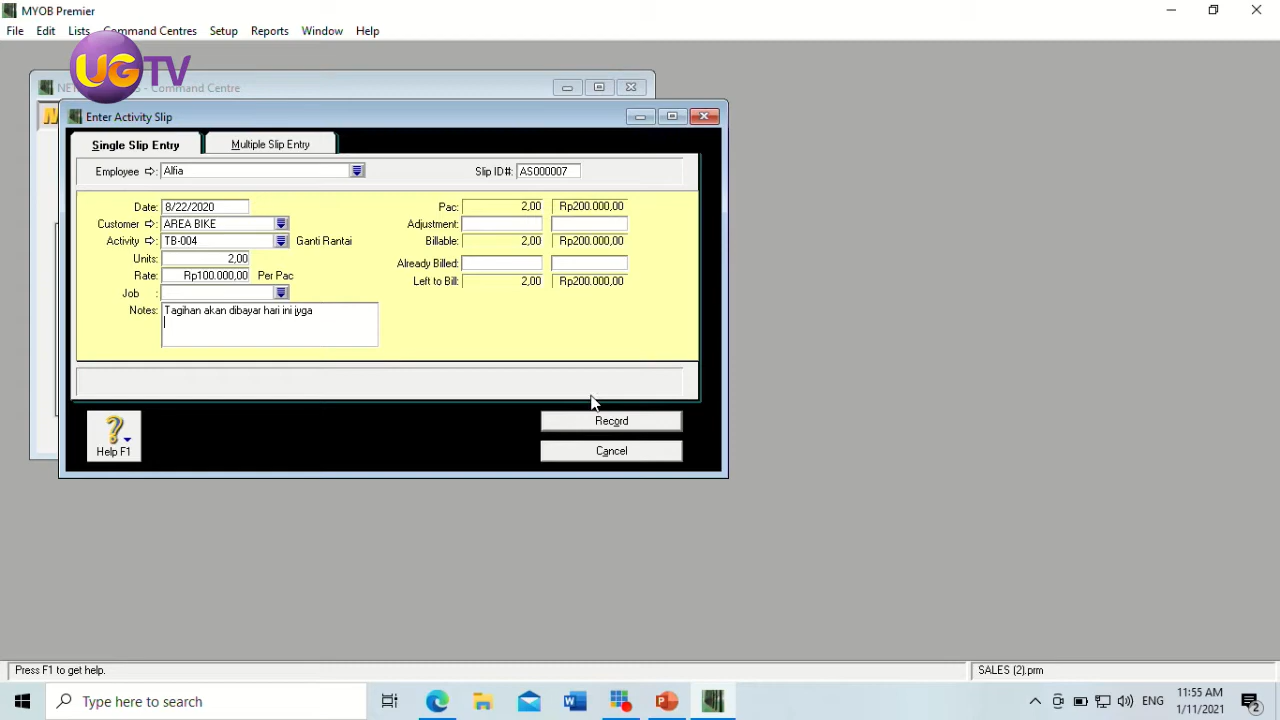 MYOB Premier
File Edit Lists Command Centres Setup Reports Window Help
UGTV
- Command Centre
Enter Activity Slip
Single Slip Entry Multiple Slip Entry
Employee Alfia Slip ID#: AS000007
Date: 8/22/2020 Pac: 2,00 Rp200.000,00
Customer AREA BIKE Adjustment:
Activity TB-004 Ganti Rantai Billable: 2,00 Rp200.000,00
Units: 2,00 Already Billed:
Rate: Rp100.000,00 Per Pac Left to Bill: 2,00 Rp200.000,00
Job :
Notes: Tagihan akan dibayar hari ini jyga
Record
Help F1 Cancel
Press F1 to get help. SALES (2).prm
Type here to search ENG 11:55 AM
1/11/2021 2